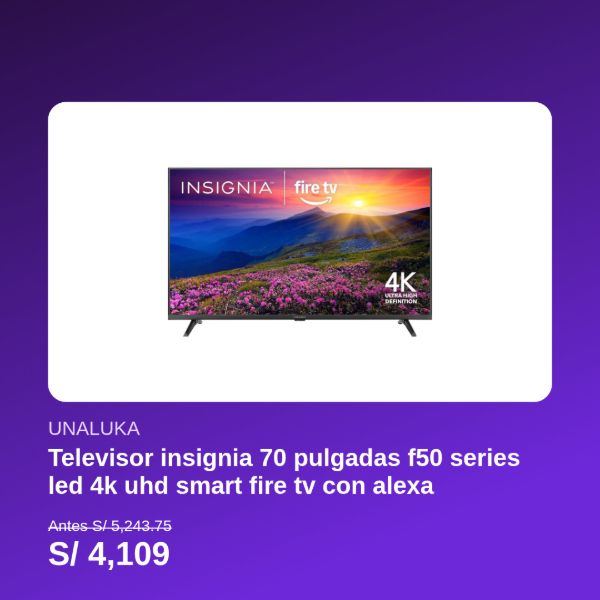 INSIGNIA fire tv
4K
ULTRA HIGH
DEFINITION
UNALUKA
Televisor insignia 70 pulgadas f50 series
led 4k uhd smart fire tv con alexa
Antes S/ 5,243.75
S/ 4,109